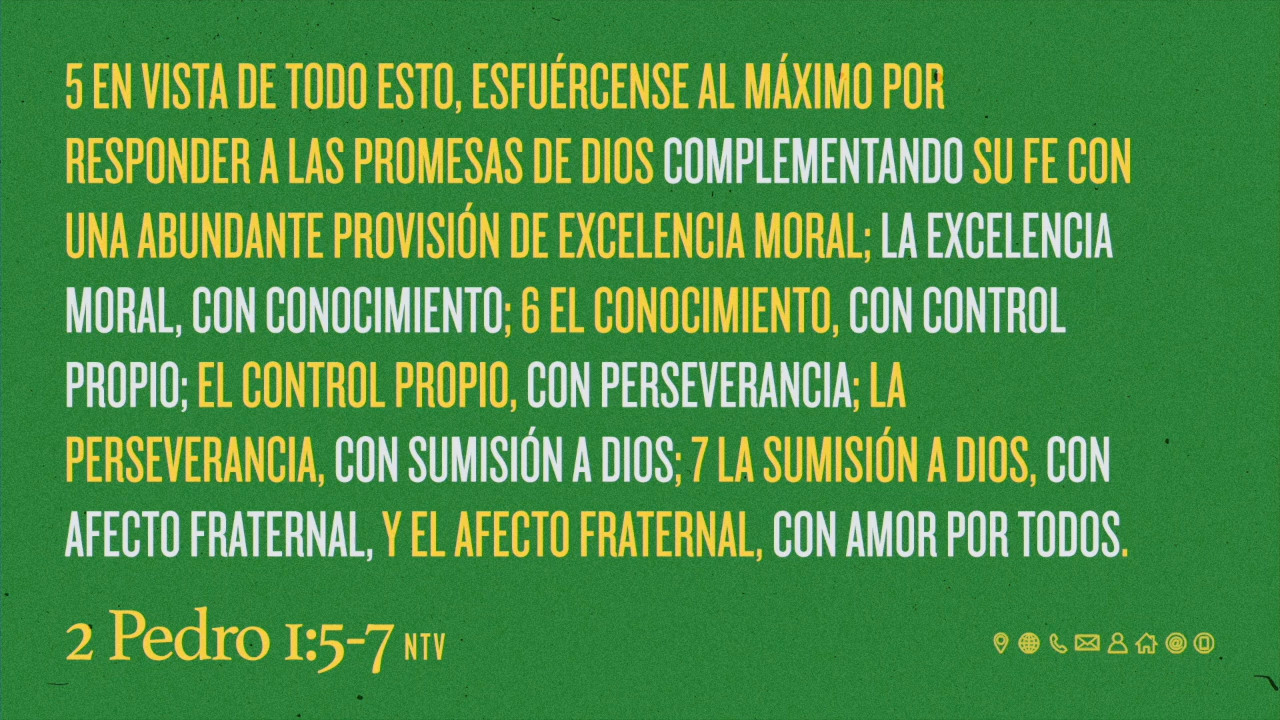 5 EN VISTA DE TODO ESTO, ESFUÉRCENSE AL MÁXIMO POR
RESPONDER A LAS PROMESAS DE DIOS COMPLEMENTANDO SU FE CON
UNA ABUNDANTE PROVISIÓN DE EXCELENCIA MORAL; LA EXCELENCIA
MORAL, CON CONOCIMIENTO; 6 EL CONOCIMIENTO, CON CONTROL
PROPIO; EL CONTROL PROPIO, CON PERSEVERANCIA; LA
PERSEVERANCIA, CON SUMISIÓN A DIOS; 7 LA SUMISIÓN A DIOS, CON
AFECTO FRATERNAL, Y EL AFECTO FRATERNAL, CON AMOR POR TODOS.
2 Pedro 1:5-7 NTV